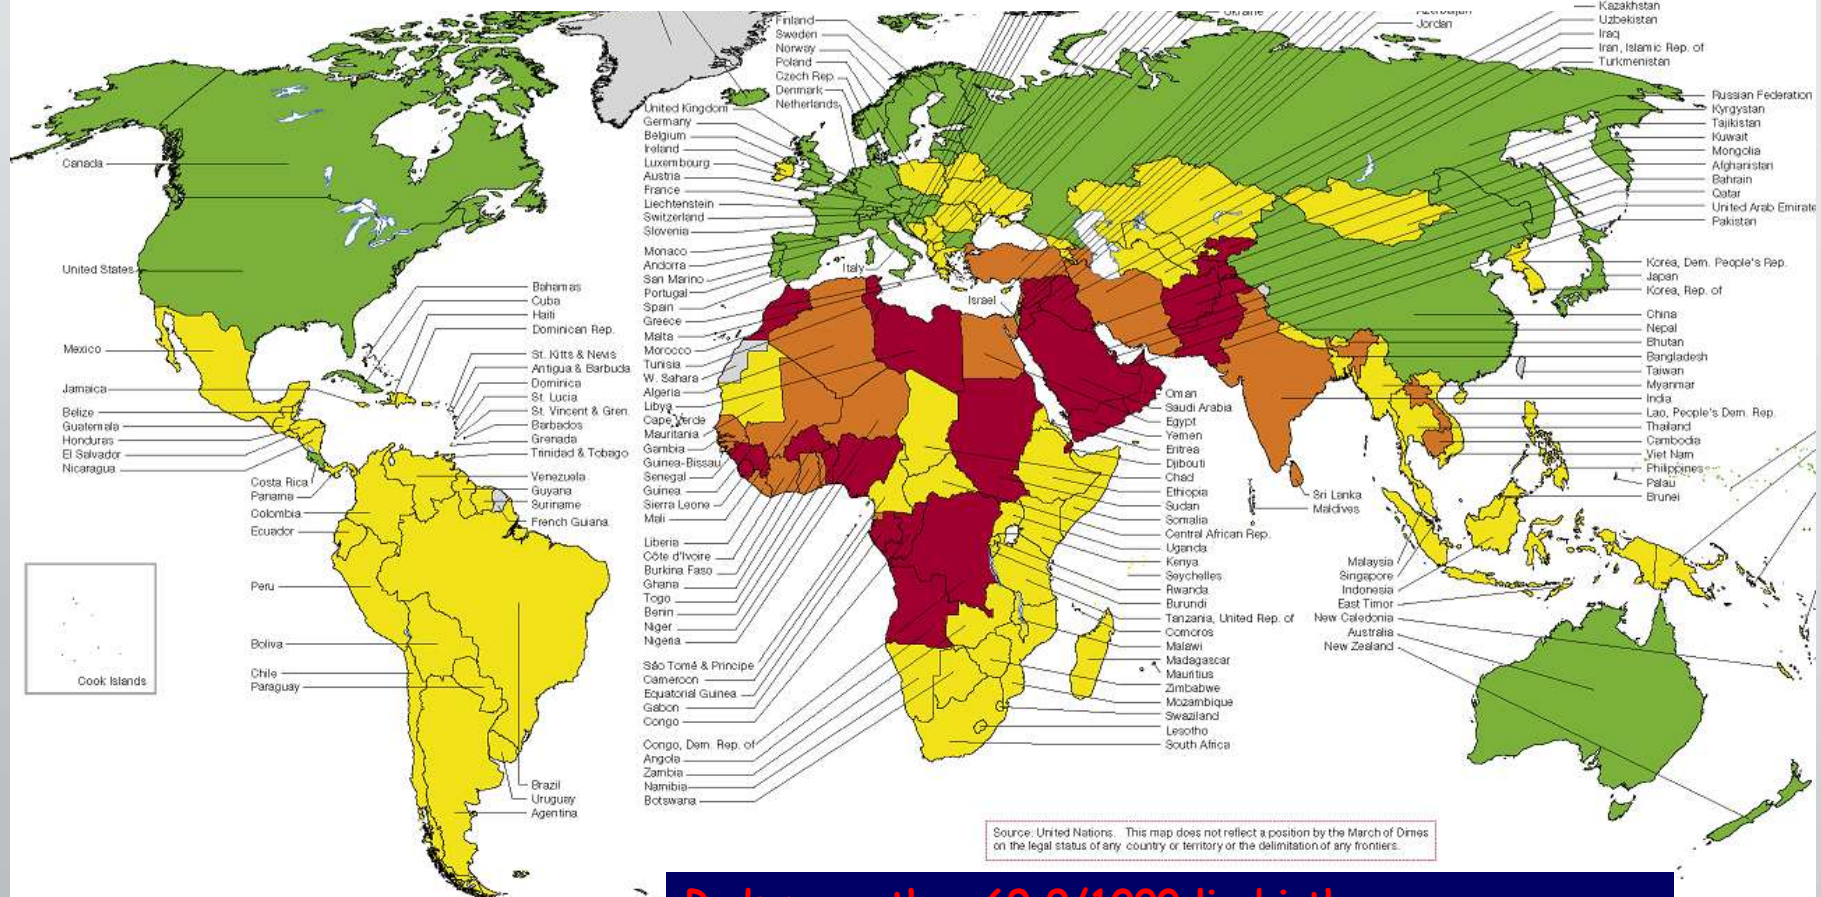 Kazakhstan
Uzbekistan
Iraq
Iran, Islamic Rep. of
Turkmenistan
Jordan
Finland
Sweden
Norway
Poland
Czech Rep.
Denmark
Netherlands
United Kingdom
Germany
Belgium
Ireland
Luxembourg
Austria
France
Liechtenstein
Switzerland
Slovenia
Monaco
Andorra
San Marino
Portugal
Spain
Greece
Malta
Morocco
Tunisia
W. Sahara
Algeria
Libya
Cape Verde
Mauritania
Gambia
Guinea-Bissau
Senegal
Guinea
Sierra Leone
Mali
Liberia
Côte d'Ivoire
Burkina Faso
Ghana
Togo
Benin
Niger
Nigeria
São Tomé & Principe
Cameroon
Equatorial Guinea
Gabon
Congo
Congo, Dem. Rep. of
Angola
Zambia
Namibia
Botswana
Italy
Israel
Russian Federation
Kyrgystan
Tajikistan
Kuwait
Mongolia
Afghanistan
Bahrain
Qatar
United Arab Emirate
Pakistan
Korea, Dem. People's Rep.
Japan
Korea, Rep. of
China
Nepal
Bhutan
Bangladesh
Taiwan
Myanmar
India
Lao, People's Dem. Rep.
Thailand
Cambodia
Viet Nam
Philippines
Palau
Brunei
Canada
United States
Mexico
Jamaica
Belize
Guatemala
Honduras
El Salvador
Nicaragua
Bahamas
Cuba
Haiti
Dominican Rep.
St. Kitts & Nevis
Antigua & Barbuda
Dominica
St. Lucia
St. Vincent & Gren.
Barbados
Grenada
Trinidad & Tobago
Costa Rica
Panama
Colombia
Ecuador
Venezuela
Guyana
Suriname
French Guiana
Peru
Boliva
Chile
Paraguay
Brazil
Uruguay
Agentina
Cook Islands
Oman
Saudi Arabia
Egypt
Yemen
Eritrea
Djibouti
Chad
Ethiopia
Sudan
Somalia
Central African Rep.
Uganda
Kenya
Seychelles
Rwanda
Burundi
Tanzania, United Rep. of
Comoros
Malawi
Madagascar
Mauritius
Zimbabwe
Mozambique
Swaziland
Lesotho
South Africa
Sri Lanka
Maldives
Malaysia
Singapore
Indonesia
East Timor
New Caledonia
Australia
New Zealand
Source: United Nations. This map does not reflect a position by the March of Dimes
on the legal status of any country or territory or the delimitation of any frontiers.